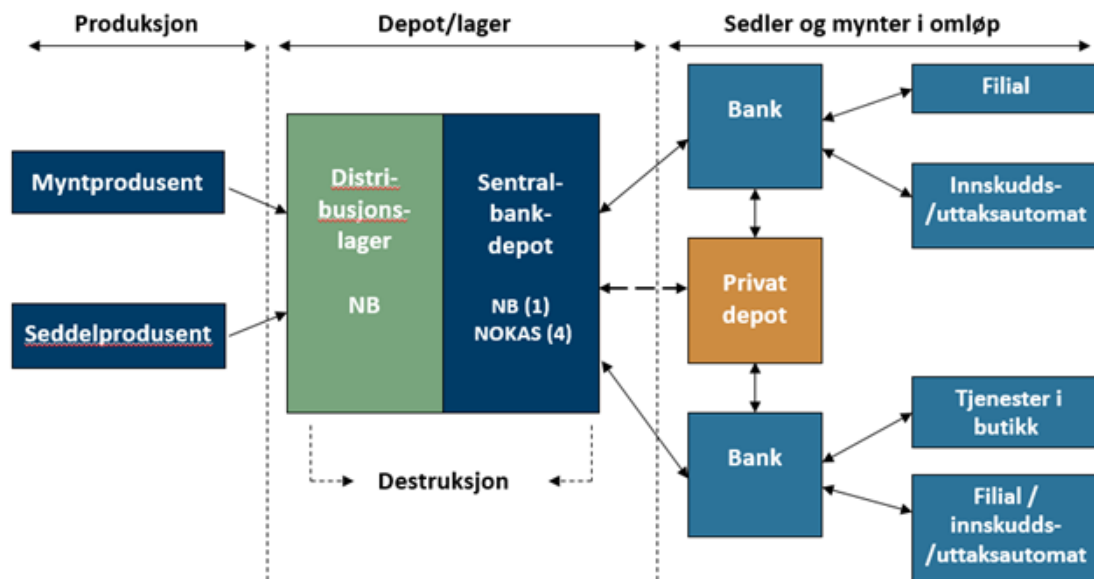 Produksjon
Depot/lager
Sedler og mynter i omløp
Myntprodusent
Seddelprodusent
Distri-
busjons-
lager
NB
Sentral-
bank-
depot
NB (1)
NOKAS (4)
Destruksjon
Bank
Privat
depot
Bank
Filial
Innskudds-
/uttaksautomat
Tjenester i
butikk
Filial /
innskudds-
/uttaksautomat